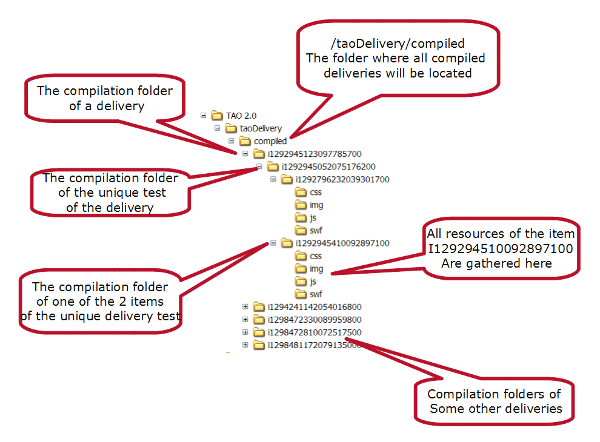 /taoDelivery/compiled
The folder where all compiled
deliveries will be located
The compilation folder
of a delivery
TAO 2.0
taoDelivery
compiled
i1292945123097785700
The compilation folder
of the unique test
of the delivery
i1292945052075176200
i1292796232039301700
css
img
js
swf
All resources of the item
I129294510092897100
Are gathered here
i1292945410092897100
css
img
js
swf
The compilation folder
of one of the 2 items
of the unique delivery test
i1294241142054016800
i1298472330089959800
i1298472810072517500
i1298481172079135000
Compilation folders of
Some other deliveries